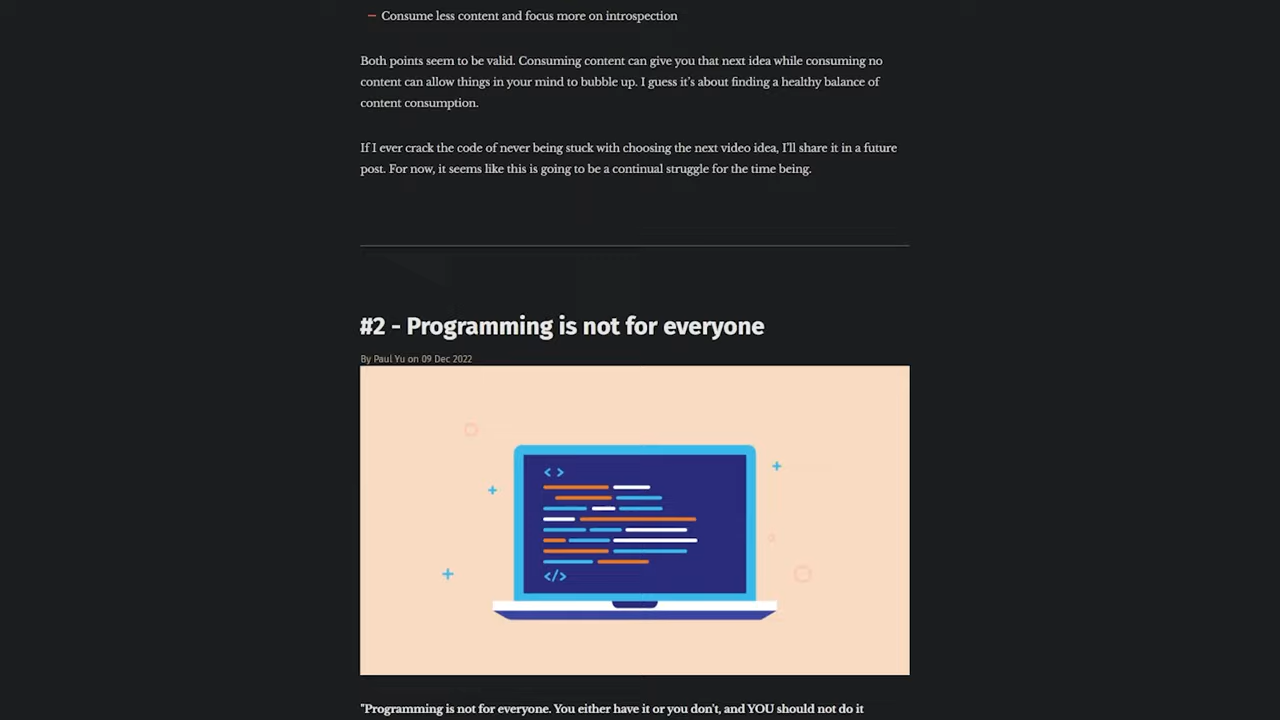 — Consume less content and focus more on introspection
Both points seem to be valid. Consuming content can give you that next idea while consuming no
content can allow things in your mind to bubble up. I guess it's about finding a healthy balance of
content consumption.
If I ever crack the code of never being stuck with choosing the next video idea, I'll share it in a future
post. For now, it seems like this is going to be a continual struggle for the time being.
#2 - Programming is not for everyone
By Paul Yu on 09 Dec 2022
< >
</>
"Programming is not for everyone. You either have it or you don't, and YOU should not do it